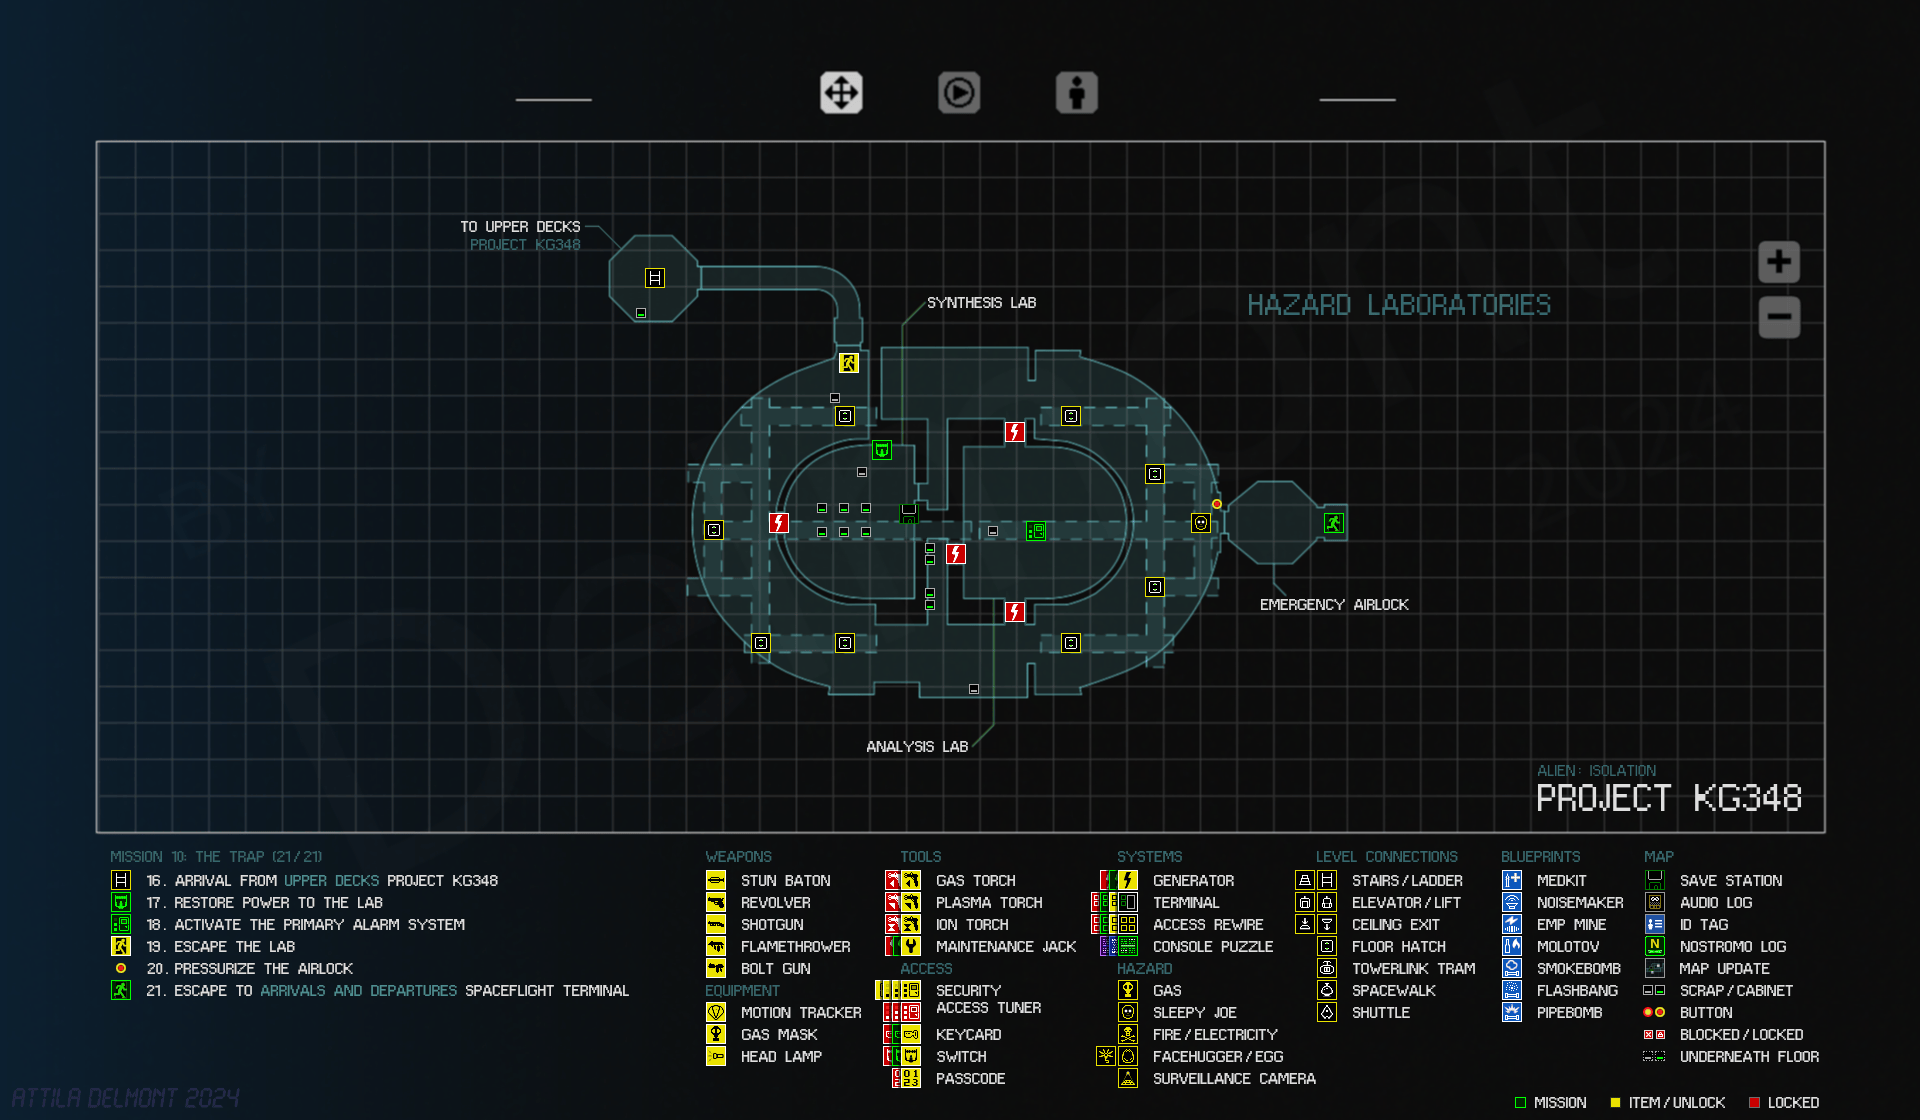 TO UPPER DECKS
PROJECT KG348
SYNTHESIS LAB
HAZARD LABORATORIES
EMERGENCY AIRLOCK
ANALYSIS LAB
ALIEN: ISOLATION
PROJECT KG348
MISSION 10: THE TRAP (21/21)
16. ARRIVAL FROM UPPER DECKS PROJECT KG348
17. RESTORE POWER TO THE LAB
18. ACTIVATE THE PRIMARY ALARM SYSTEM
19. ESCAPE THE LAB
20. PRESSURIZE THE AIRLOCK
21. ESCAPE TO ARRIVALS AND DEPARTURES SPACEFLIGHT TERMINAL
WEAPONS
STUN BATON
REVOLVER
SHOTGUN
FLAMETHROWER
BOLT GUN
EQUIPMENT
MOTION TRACKER
GAS MASK
HEAD LAMP
TOOLS
GAS TORCH
PLASMA TORCH
ION TORCH
MAINTENANCE JACK
ACCESS
SECURITY
ACCESS TUNER
KEYCARD
SWITCH
PASSCODE
SYSTEMS
GENERATOR
TERMINAL
ACCESS REWIRE
CONSOLE PUZZLE
HAZARD
GAS
SLEEPY JOE
FIRE/ELECTRICITY
FACEHUGGER/EGG
SURVEILLANCE CAMERA
LEVEL CONNECTIONS
STAIRS/LADDER
ELEVATOR/LIFT
CEILING EXIT
FLOOR HATCH
TOWERLINK TRAM
SPACEWALK
SHUTTLE
BLUEPRINTS
MEDKIT
NOISEMAKER
EMP MINE
MOLOTOV
SMOKEBOMB
FLASHBANG
PIPEBOMB
MAP
SAVE STATION
AUDIO LOG
ID TAG
NOSTROMO LOG
MAP UPDATE
SCRAP/CABINET
BUTTON
BLOCKED/LOCKED
UNDERNEATH FLOOR
MISSION
ITEM/UNLOCK
LOCKED
ATTILA DELMONT 2024